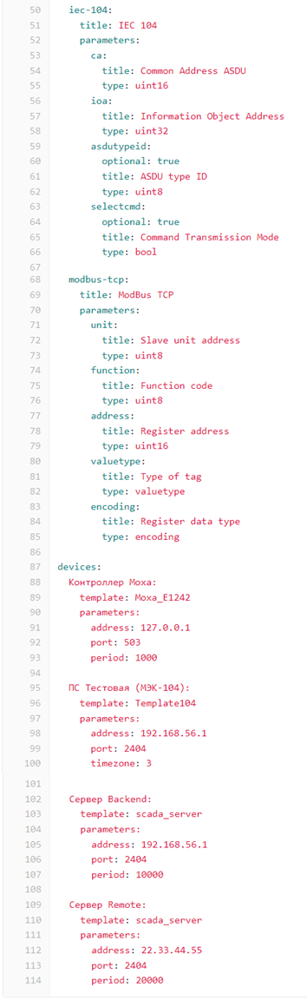 50 iec-104:
51 title: IEC 104
52 parameters:
53 ca:
54 title: Common Address ASDU
55 type: uint16
56 ioa:
57 title: Information Object Address
58 type: uint32
59 asdutypeid:
60 optional: true
61 title: ASDU type ID
62 type: uint8
63 selectcmd:
64 optional: true
65 title: Command Transmission Mode
66 type: bool
67
68 modbus-tcp:
69 title: ModBus TCP
70 parameters:
71 unit:
72 title: Slave unit address
73 type: uint8
74 function:
75 title: Function code
76 type: uint8
77 address:
78 title: Register address
79 type: uint16
80 valuetype:
81 title: Type of tag
82 type: valuetype
83 encoding:
84 title: Register data type
85 type: encoding
86
87 devices:
88 Контроллер Moxa:
89 template: Moxa_E1242
90 parameters:
91 address: 127.0.0.1
92 port: 503
93 period: 1000
94
95 ПС Тестовая (МЭК-104):
96 template: Template104
97 parameters:
98 address: 192.168.56.1
99 port: 2404
100 timezone: 3
101
102 Сервер Backend:
103 template: scada_server
104 parameters:
105 address: 192.168.56.1
106 port: 2404
107 period: 10000
108
109 Сервер Remote:
110 template: scada_server
111 parameters:
112 address: 22.33.44.55
113 port: 2404
114 period: 20000